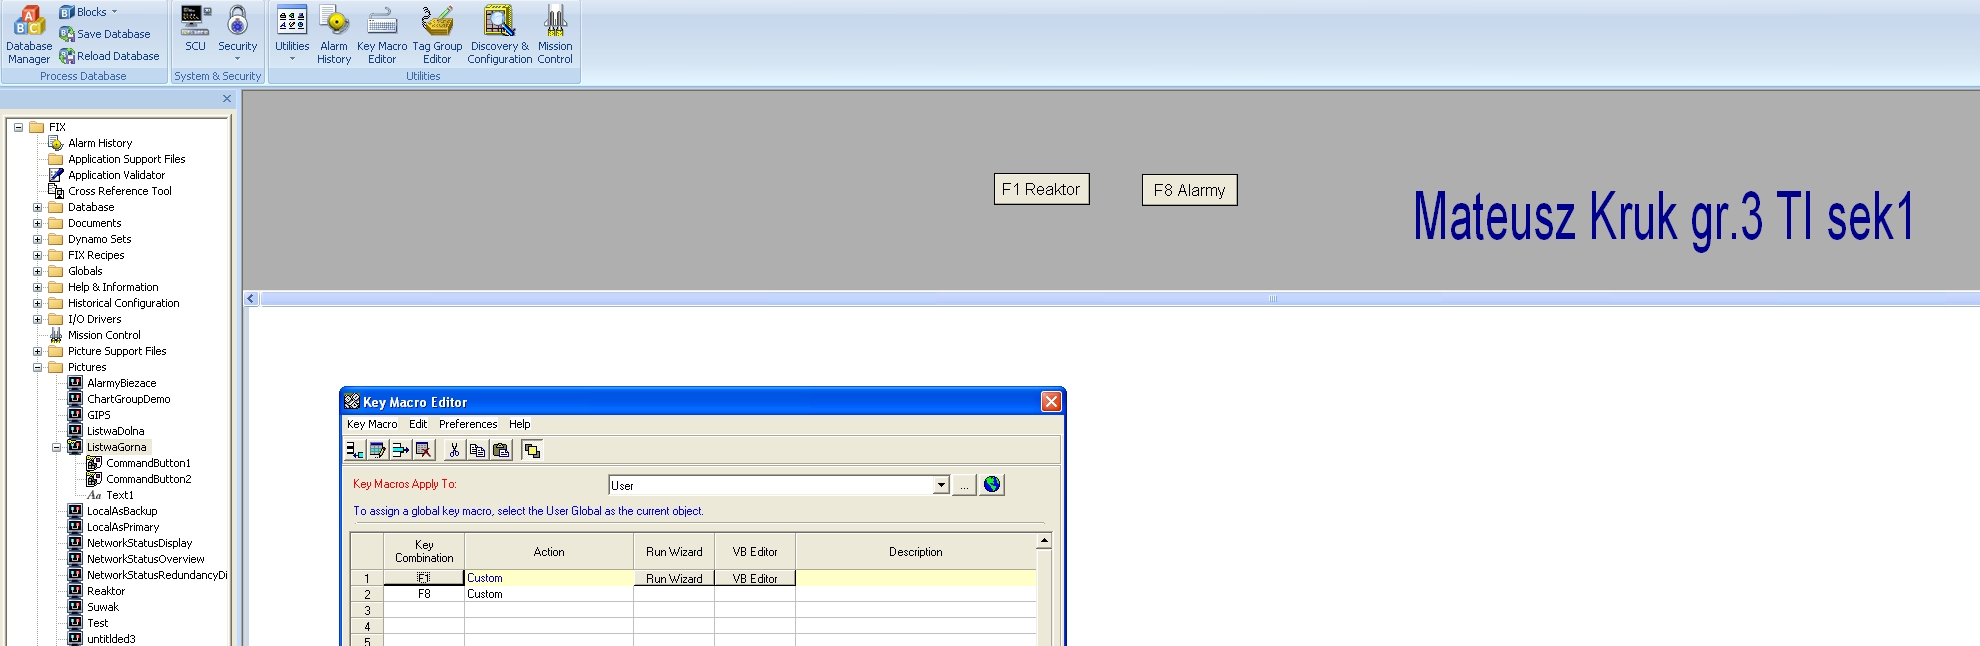 Database Manager
Blocks
Save Database
Reload Database
Process Database
SCU
Security
System & Security
Utilities
Alarm History
Key Macro Editor
Tag Group Editor
Discovery & Configuration
Mission Control
Utilities
FIX
Alarm History
Application Support Files
Application Validator
Cross Reference Tool
Database
Documents
Dynamo Sets
FIX Recipes
Globals
Help & Information
Historical Configuration
I/O Drivers
Mission Control
Picture Support Files
Pictures
AlarmyBiezace
ChartGroupDemo
GIPS
ListwaDolna
ListwaGorna
CommandButton1
CommandButton2
Aa Text1
LocalAsBackup
LocalAsPrimary
NetworkStatusDisplay
NetworkStatusOverview
NetworkStatusRedundancyDi
Reaktor
Suwak
Test
untitlded3
F1 Reaktor
F8 Alarmy
Mateusz Kruk gr.3 TI sek1
Key Macro Editor
Key Macro Edit Preferences Help
Key Macros Apply To:
User
...
To assign a global key macro, select the User Global as the current object.
Key Combination Action Run Wizard VB Editor Description
1 F1 Custom Run Wizard VB Editor
2 F8 Custom
3
4
5